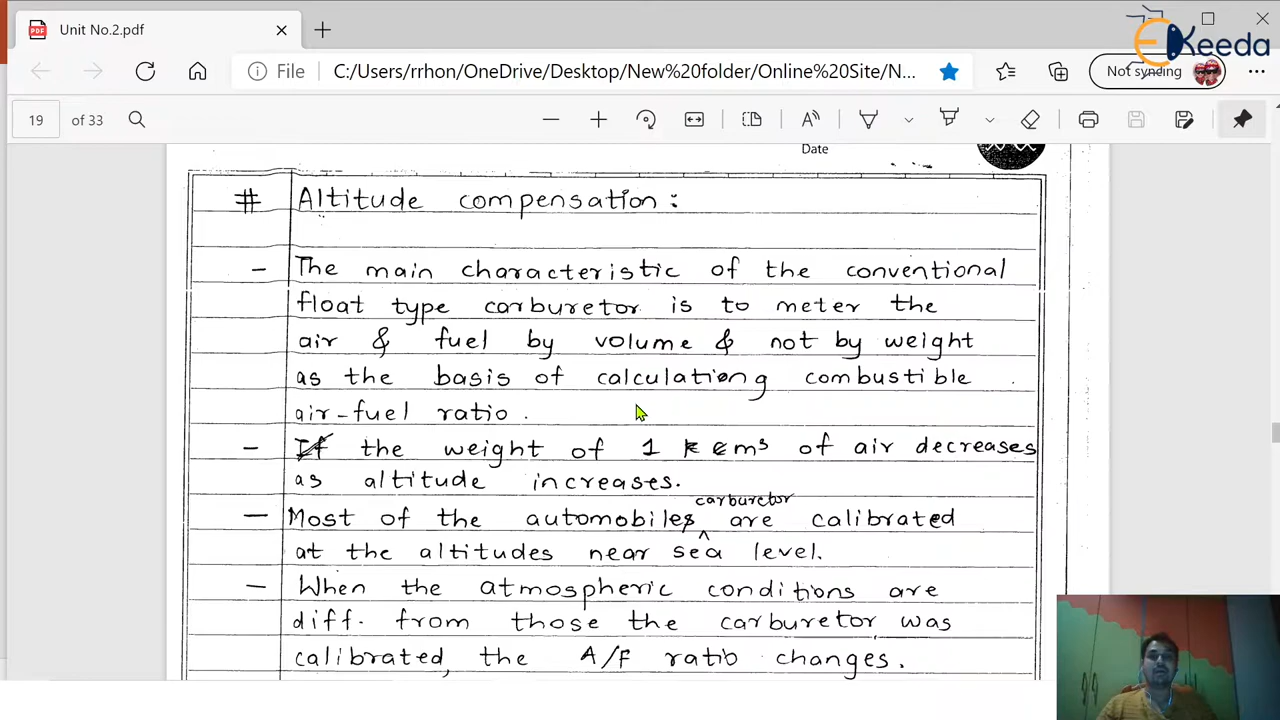 Unit No.2.pdf
Ekeeda
File
C:/Users/rrhon/OneDrive/Desktop/New%20folder/Online%20Site/N...
Not syncing
19 of 33
Date
# Altitude compensation :
- The main characteristic of the conventional
float type carburetor is to meter the
air & fuel by volume & not by weight
as the basis of calculating combustible
air-fuel ratio.
- the weight of 1 cm³ of air decreases
as altitude increases.
carburetor
- Most of the automobiles are calibrated
at the altitudes near sea level.
- When the atmospheric conditions are
diff. from those the carburetor was
calibrated, the A/F ratio changes.